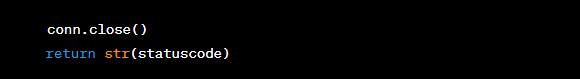 conn.close()
return str(statuscode)